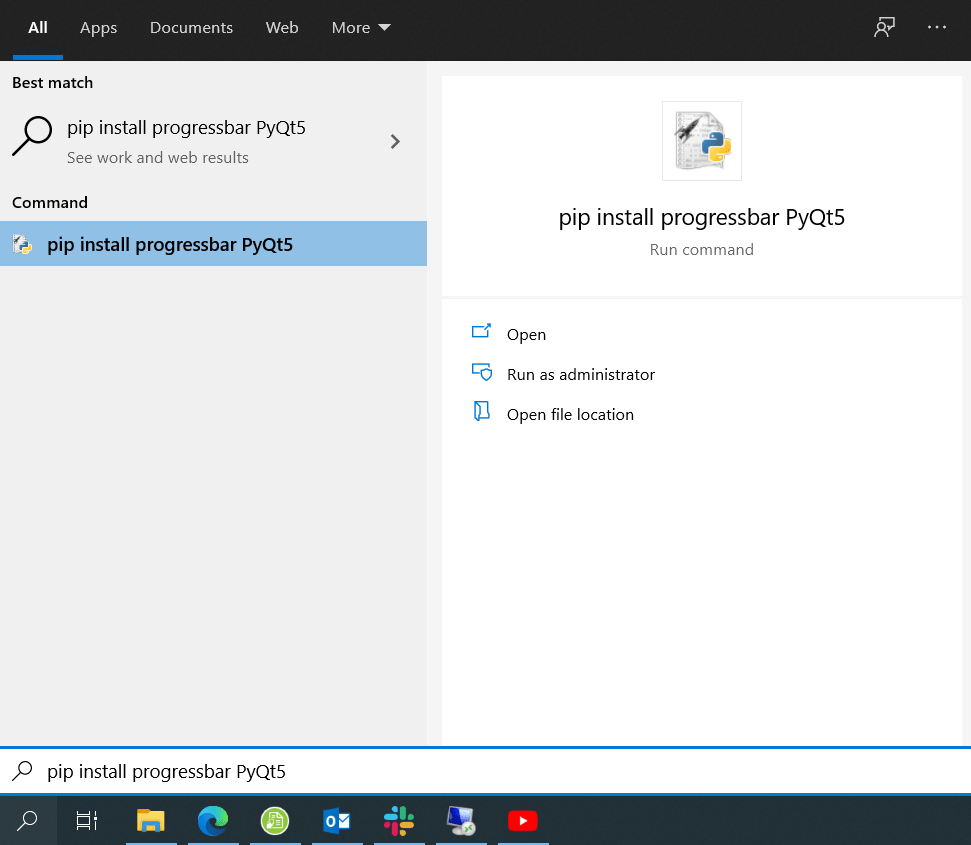 All Apps Documents Web More
Best match
pip install progressbar PyQt5
See work and web results
Command
pip install progressbar PyQt5
pip install progressbar PyQt5
Run command
Open
Run as administrator
Open file location
pip install progressbar PyQt5